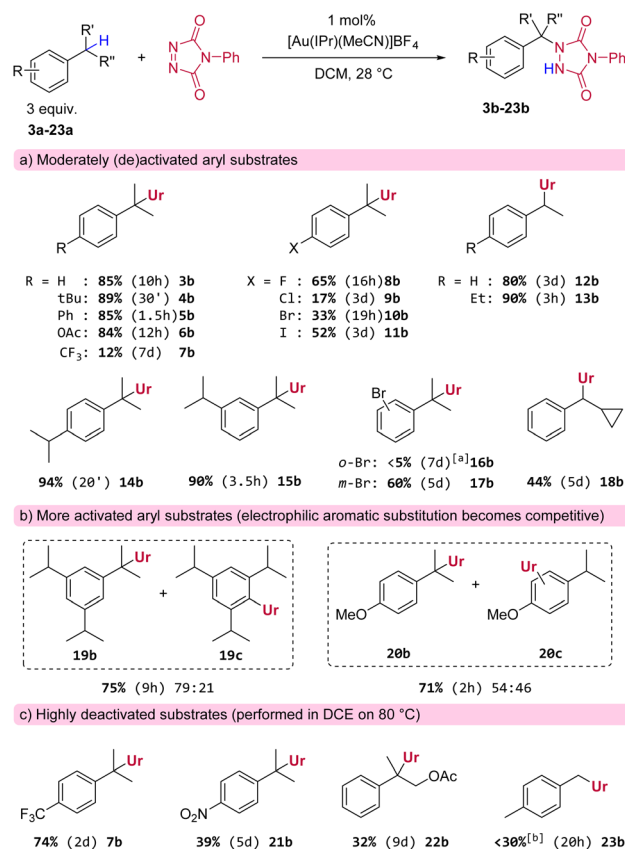 1 mol%
[Au(IPr)(MeCN)]BF4
DCM, 28 °C
R' H R" R
+
N N O O N Ph
R' R" R N HN O O N Ph
3 equiv.
3a-23a
3b-23b
a) Moderately (de)activated aryl substrates
Ur R
Ur X
Ur R
R = H : 85% (10h) 3b
tBu: 89% (30') 4b
Ph : 85% (1.5h)5b
OAc: 84% (12h) 6b
CF3: 12% (7d) 7b
X = F : 65% (16h)8b
Cl: 17% (3d) 9b
Br: 33% (19h)10b
I : 52% (3d) 11b
R = H : 80% (3d) 12b
Et: 90% (3h) 13b
Ur
Ur
Br Ur
Ur
94% (20') 14b
90% (3.5h) 15b
o-Br: <5% (7d)[a]16b
m-Br: 60% (5d) 17b
44% (5d) 18b
b) More activated aryl substrates (electrophilic aromatic substitution becomes competitive)
Ur
+
Ur
19b
19c
75% (9h) 79:21
MeO Ur
+
Ur MeO
20b
20c
71% (2h) 54:46
c) Highly deactivated substrates (performed in DCE on 80 °C)
F3C Ur
O2N Ur
Ur OAc
Ur
74% (2d) 7b
39% (5d) 21b
32% (9d) 22b
<30%[b] (20h) 23b